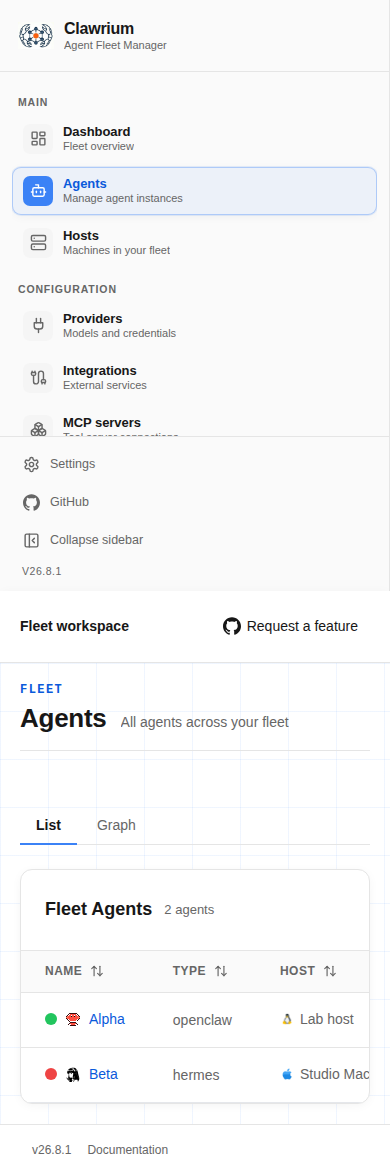 Clawrium
Agent Fleet Manager
MAIN
Dashboard
Fleet overview
Agents
Manage agent instances
Hosts
Machines in your fleet
CONFIGURATION
Providers
Models and credentials
Integrations
External services
MCP servers
Tool server connections
Settings
GitHub
Collapse sidebar
V26.8.1
Fleet workspace
Request a feature
FLEET
Agents All agents across your fleet
List Graph
Fleet Agents 2 agents
NAME TYPE HOST
Alpha openclaw Lab host
Beta hermes Studio Mac
v26.8.1 Documentation